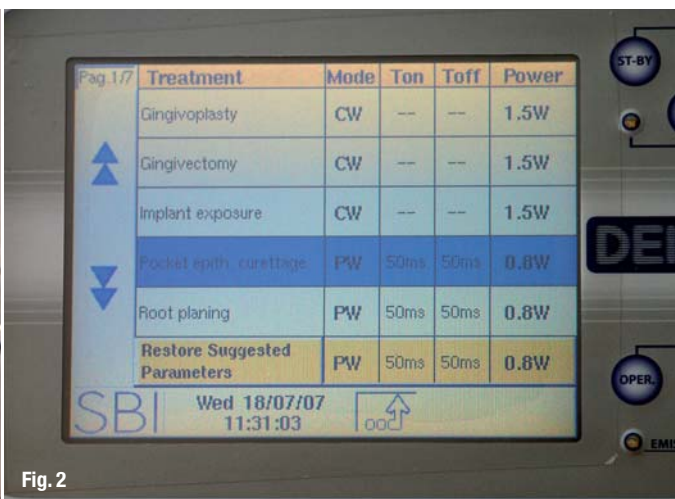 Pag.1/7 Treatment Mode Ton Toff Power
Gingivoplasty CW -- -- 1.5W
Gingivectomy CW -- -- 1.5W
Implant exposure CW -- -- 1.5W
Pocket epith. curettage PW 50ms 50ms 0.8W
Root planing PW 50ms 50ms 0.8W
Restore Suggested
Parameters PW 50ms 50ms 0.8W
SBI Wed 18/07/07
11:31:03
ST-BY
OPER.
Fig. 2